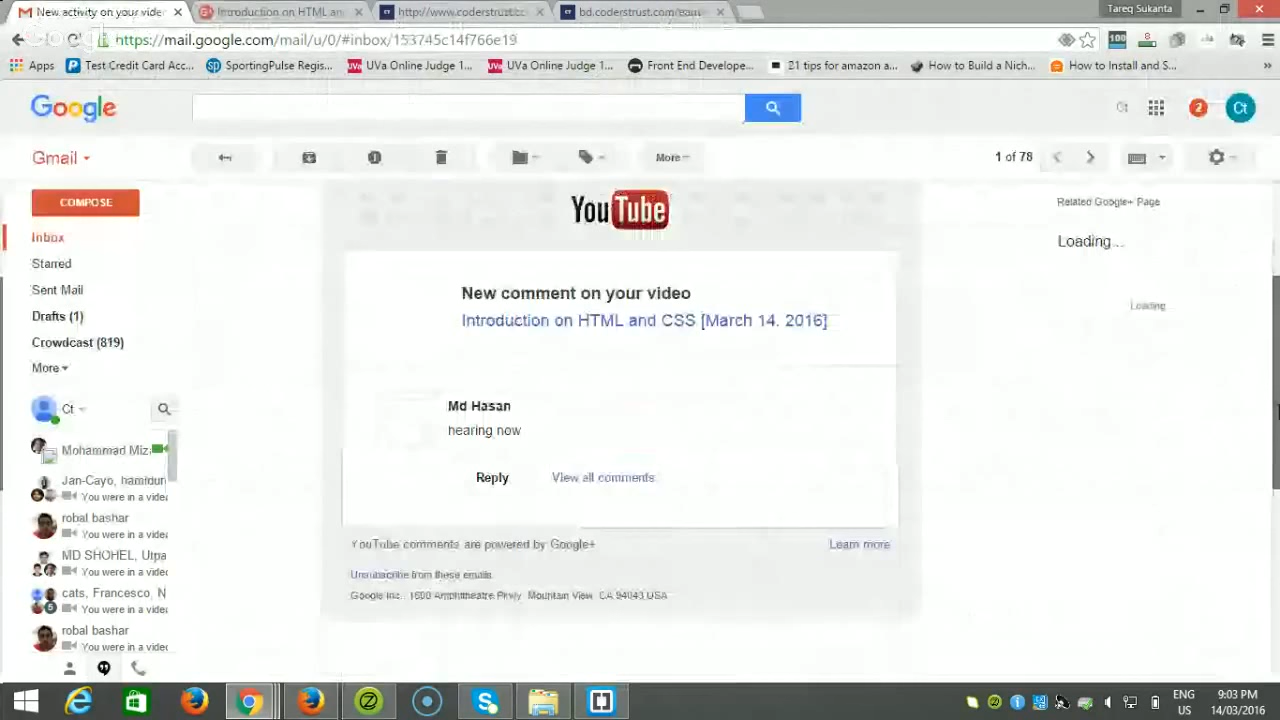 New activity on your vide
Introduction on HTML an
http://www.coderstrust.c
bd.coderstrust.com
Tareq Sukanta
https://mail.google.com/mail/u/0/#inbox/153745c14f766e19
100
Apps
Test Credit Card Acc...
SportingPulse Regis...
UVa Online Judge 1...
UVa Online Judge 1...
Front End Develope...
21 tips for amazon a...
How to Build a Nich...
How to Install and S...
Google
Ct
2
Ct
Gmail
More
1 of 78
COMPOSE
Inbox
Starred
Sent Mail
Drafts (1)
Crowdcast (819)
More
Ct
Mohammad Miz
Jan-Cayo, hamidur
You were in a video
robal bashar
You were in a video
MD SHOHEL, Utpa
You were in a video
cats, Francesco, N
5
You were in a video
robal bashar
You were in a video
YouTube
New comment on your video
Introduction on HTML and CSS [March 14. 2016]
Md Hasan
hearing now
Reply
View all comments
YouTube comments are powered by Google+
Learn more
Unsubscribe from these emails.
Google Inc. 1600 Amphitheatre Pkwy Mountain View, CA 94043 USA
Related Google+ Page
Loading...
Loading
ENG
US
9:03 PM
14/03/2016